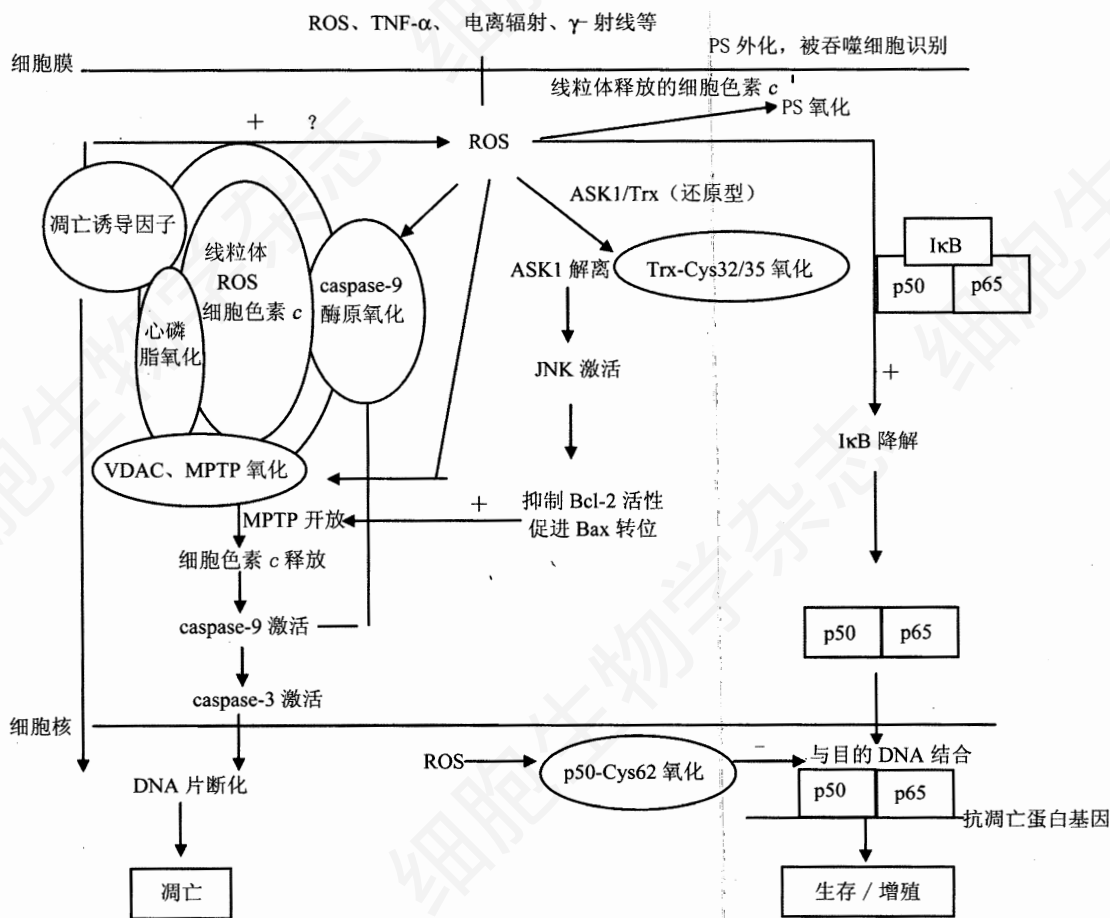 ROS、TNF-α、 电离辐射、γ- 射线等
PS 外化，被吞噬细胞识别
细胞膜
线粒体释放的细胞色素 c
PS 氧化
+ ?
ROS
ASK1/Trx（还原型）
凋亡诱导因子
线粒体
ROS
细胞色素 c
caspase-9
酶原氧化
心磷
脂氧化
ASK1 解离
Trx-Cys32/35 氧化
IκB
p50
p65
JNK 激活
+
IκB 降解
VDAC、MPTP 氧化
抑制 Bcl-2 活性
促进 Bax 转位
+
MPTP 开放
细胞色素 c 释放
caspase-9 激活
p50
p65
caspase-3 激活
细胞核
ROS
p50-Cys62 氧化
−
与目的 DNA 结合
DNA 片断化
p50
p65
抗凋亡蛋白基因
凋亡
生存 / 增殖
细胞生物学杂志